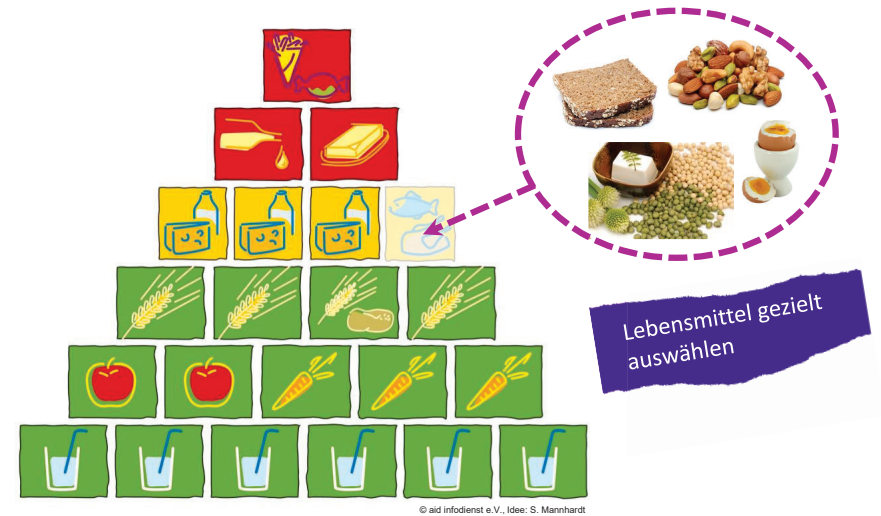 Lebensmittel gezielt
auswählen
© aid infodienst e.V., Idee: S. Mannhardt